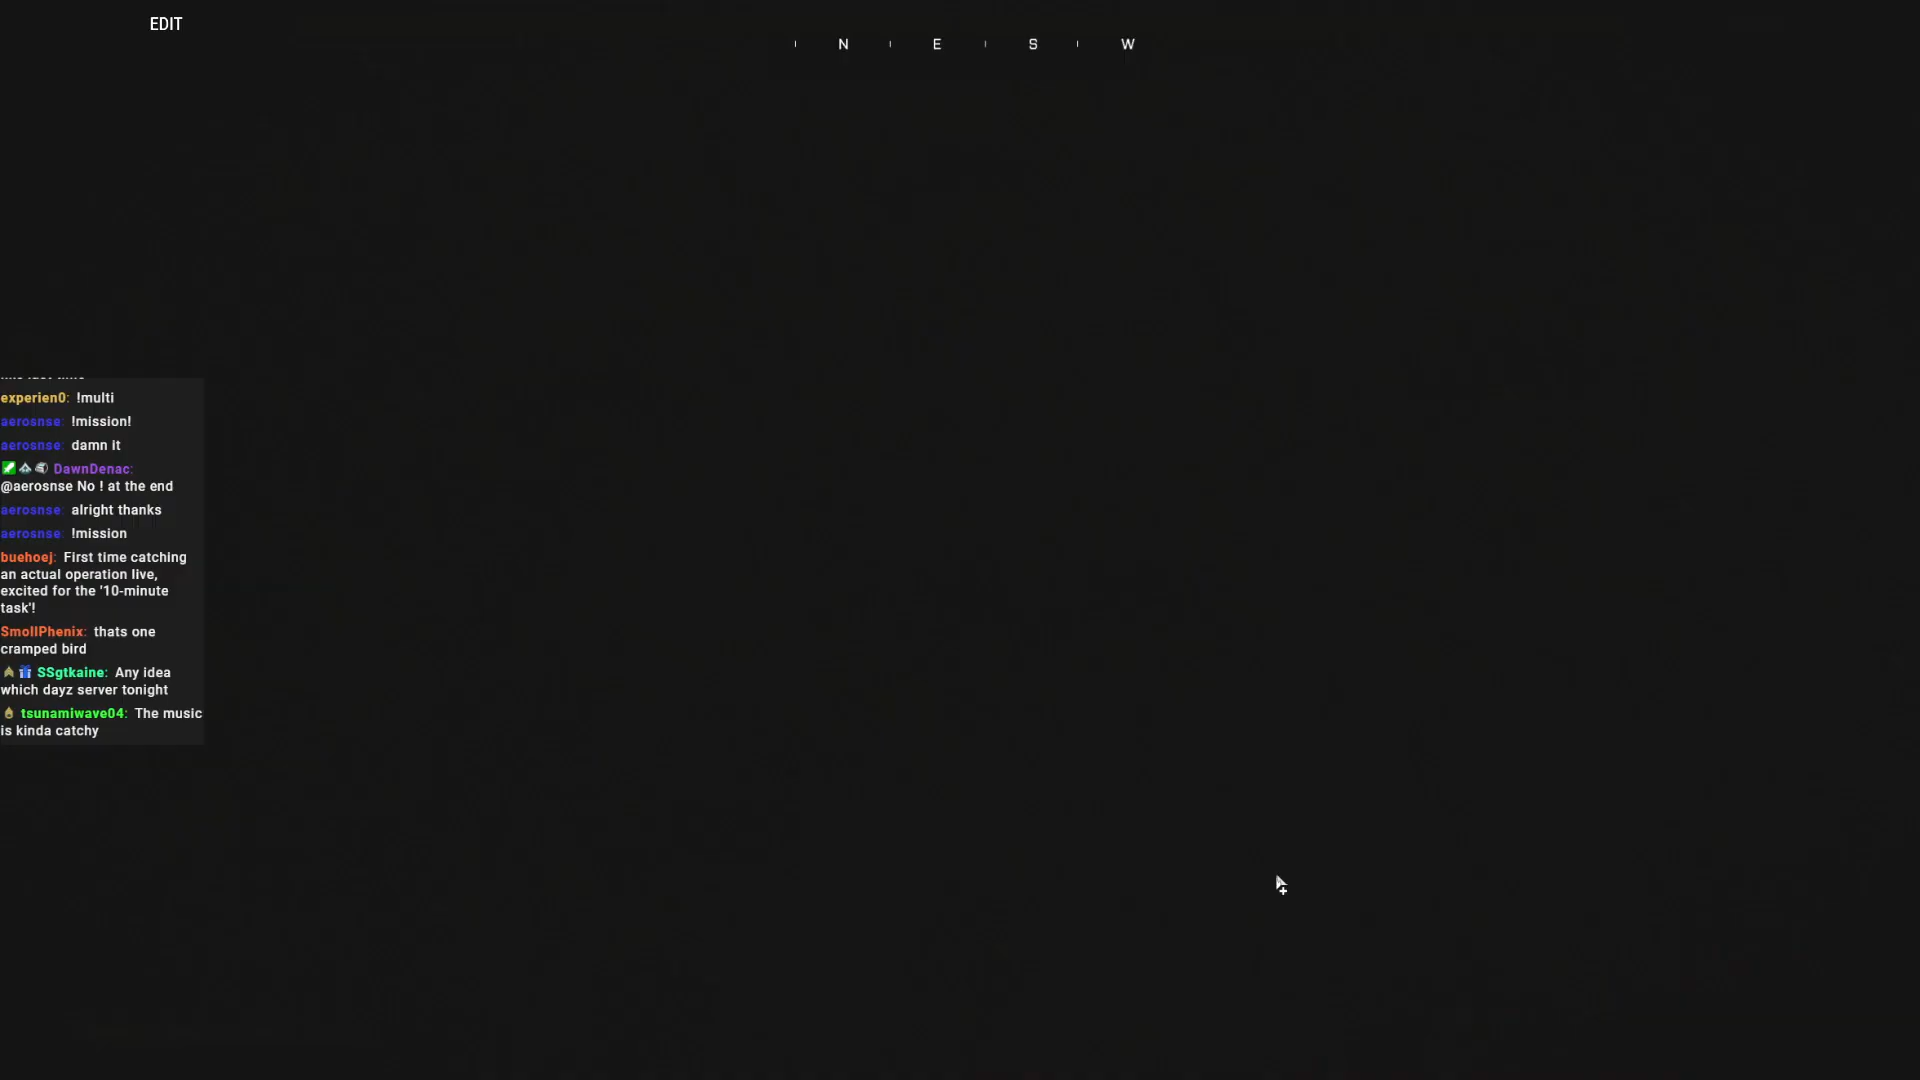 EDIT
N E S W
experien0: !multi
aerosnse: !mission!
aerosnse: damn it
DawnDenac:
@aerosnse No ! at the end
aerosnse: alright thanks
aerosnse: !mission
buehoej: First time catching
an actual operation live,
excited for the '10-minute
task'!
SmollPhenix: thats one
cramped bird
SSgtkaine: Any idea
which dayz server tonight
tsunamiwave04: The music
is kinda catchy